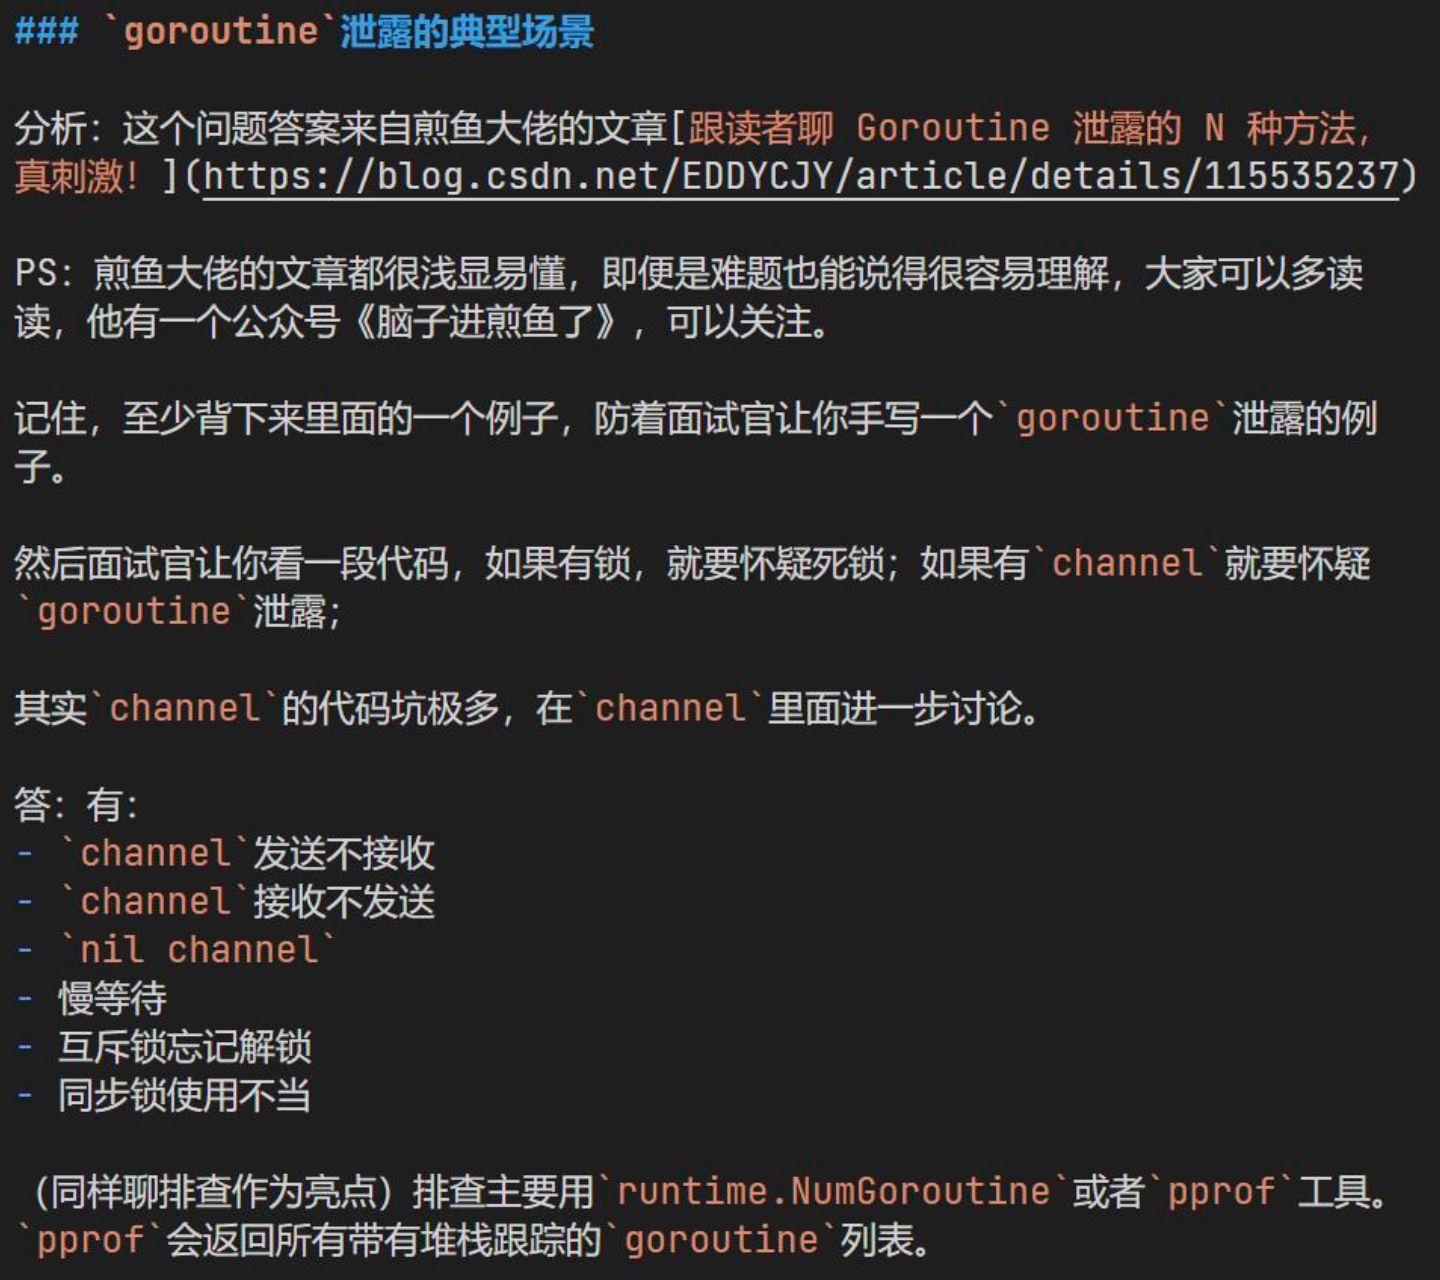 ### `goroutine`泄露的典型场景
分析：这个问题答案来自煎鱼大佬的文章[跟读者聊 Goroutine 泄露的 N 种方法，
真刺激！](https://blog.csdn.net/EDDYCJY/article/details/115535237)
PS：煎鱼大佬的文章都很浅显易懂，即便是难题也能说得很容易理解，大家可以多读
读，他有一个公众号《脑子进煎鱼了》，可以关注。
记住，至少背下来里面的一个例子，防着面试官让你手写一个`goroutine`泄露的例
子。
然后面试官让你看一段代码，如果有锁，就要怀疑死锁；如果有`channel`就要怀疑
`goroutine`泄露；
其实`channel`的代码坑极多，在`channel`里面进一步讨论。
答：有：
- `channel`发送不接收
- `channel`接收不发送
- `nil channel`
- 慢等待
- 互斥锁忘记解锁
- 同步锁使用不当
（同样聊排查作为亮点）排查主要用`runtime.NumGoroutine`或者`pprof`工具。
`pprof`会返回所有带有堆栈跟踪的`goroutine`列表。